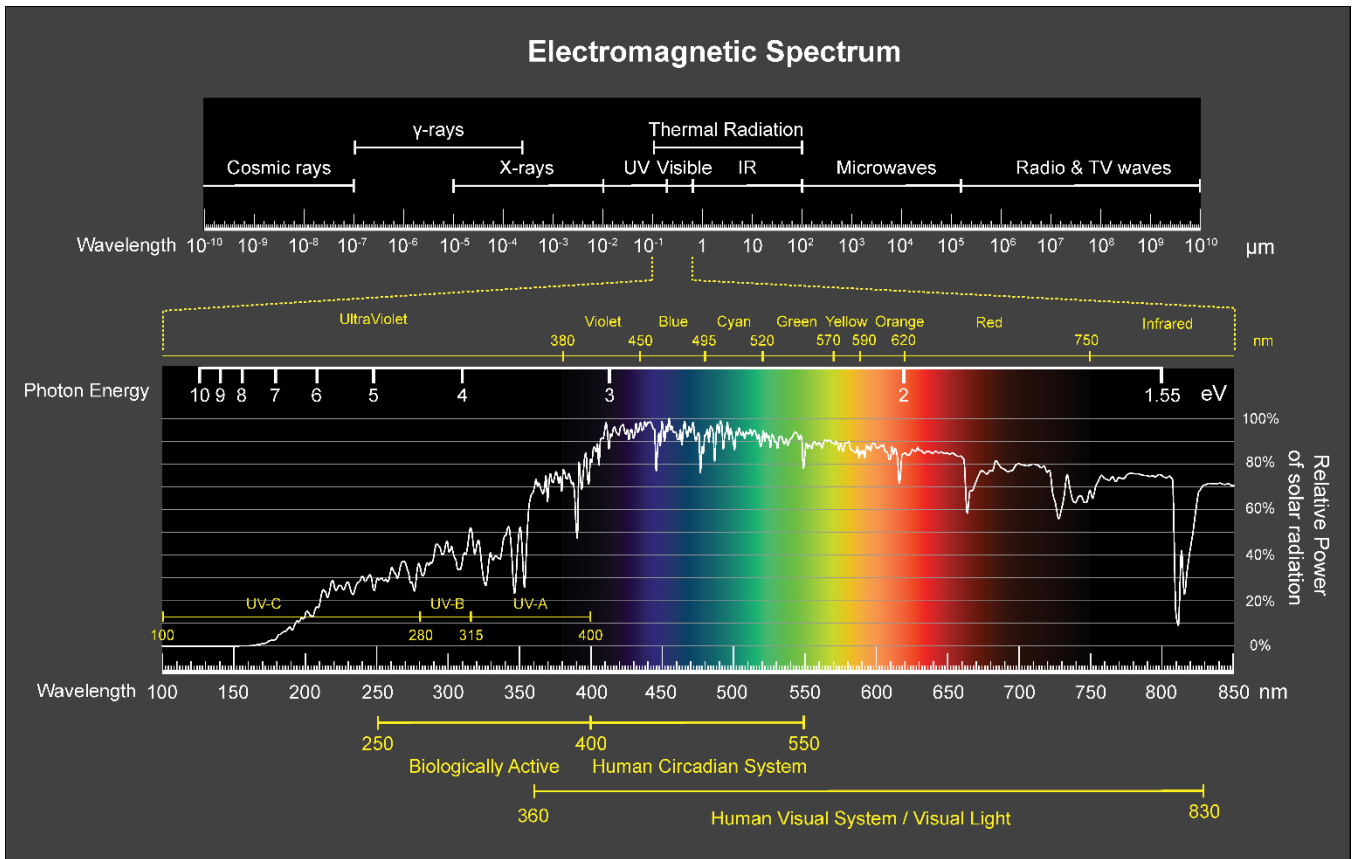 Electromagnetic Spectrum
γ-rays Thermal Radiation
Cosmic rays X-rays UV Visible IR Microwaves Radio & TV waves
Wavelength 10⁻¹⁰ 10⁻⁹ 10⁻⁸ 10⁻⁷ 10⁻⁶ 10⁻⁵ 10⁻⁴ 10⁻³ 10⁻² 10⁻¹ 1 10 10² 10³ 10⁴ 10⁵ 10⁶ 10⁷ 10⁸ 10⁹ 10¹⁰ μm
UltraViolet Violet Blue Cyan Green Yellow Orange Red Infrared
380 450 495 520 570 590 620 750 nm
Photon Energy 10 9 8 7 6 5 4 3 2 1.55 eV
100%
80%
60%
40%
20%
0%
Relative Power
of solar radiation
UV-C UV-B UV-A
100 280 315 400
Wavelength 100 150 200 250 300 350 400 450 500 550 600 650 700 750 800 850 nm
250 400 550
Biologically Active Human Circadian System
360 830
Human Visual System / Visual Light